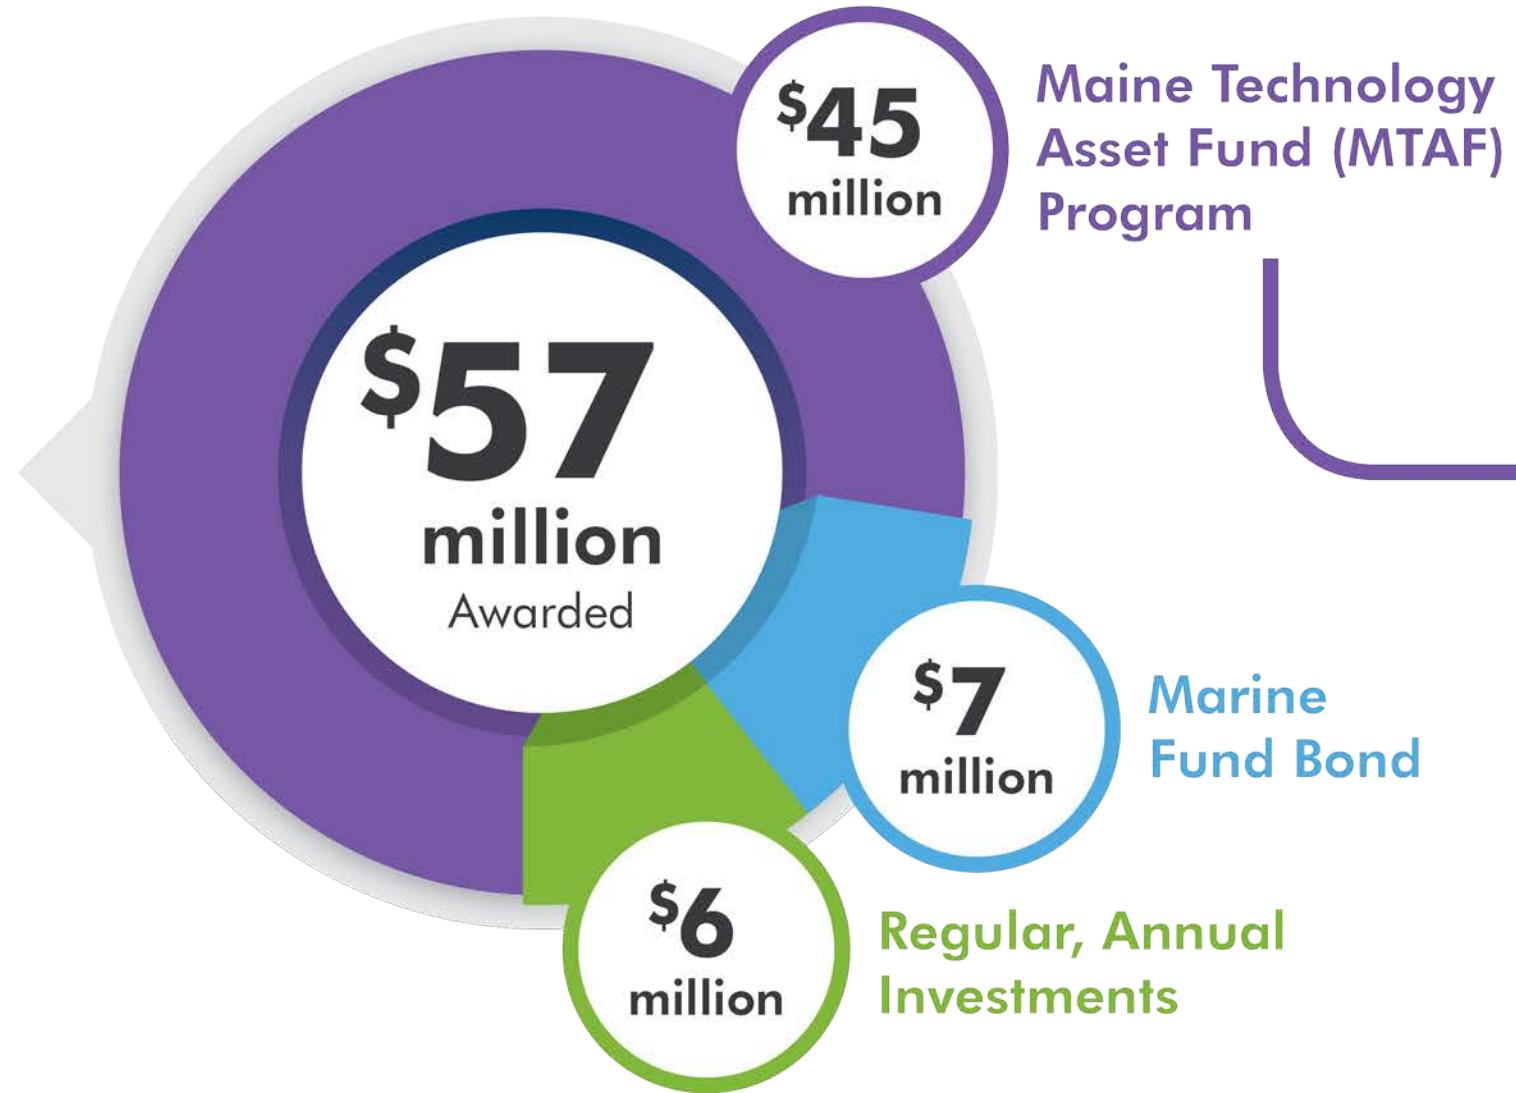 $45
million
Maine Technology
Asset Fund (MTAF)
Program
$57
million
Awarded
$7
million
Marine
Fund Bond
$6
million
Regular, Annual
Investments